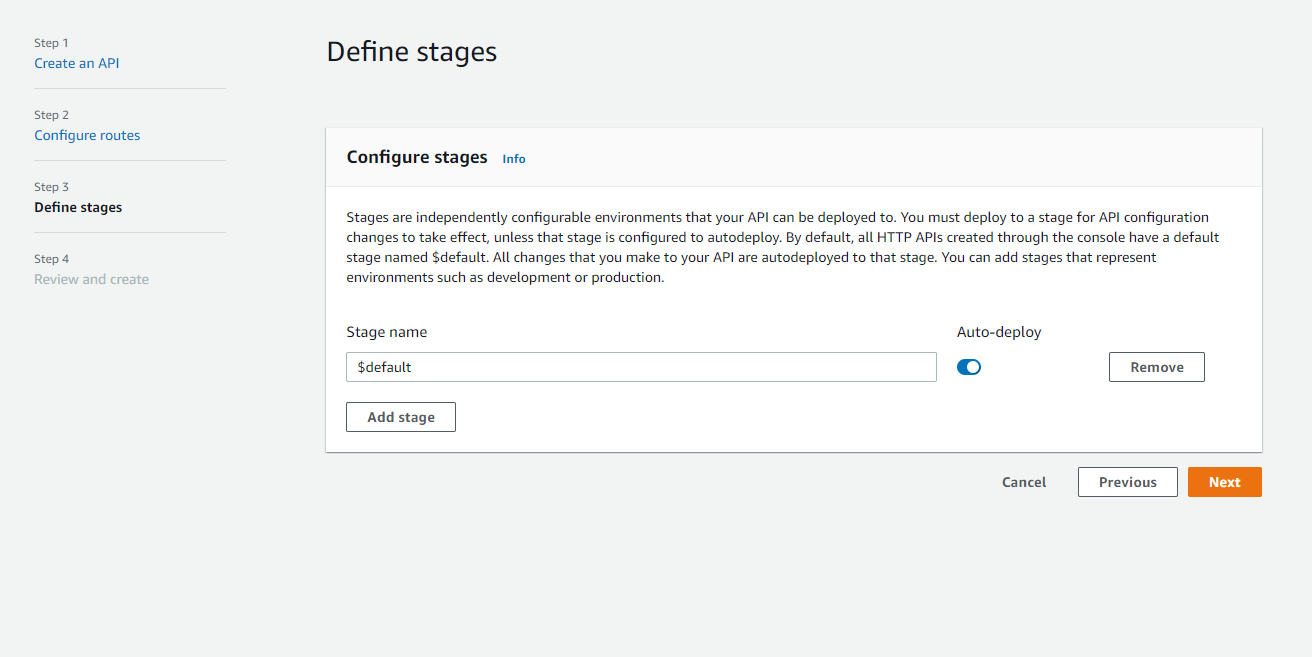 Step 1
Create an API
Step 2
Configure routes
Step 3
Define stages
Step 4
Review and create
Define stages
Configure stages Info
Stages are independently configurable environments that your API can be deployed to. You must deploy to a stage for API configuration
changes to take effect, unless that stage is configured to autodeploy. By default, all HTTP APIs created through the console have a default
stage named $default. All changes that you make to your API are autodeployed to that stage. You can add stages that represent
environments such as development or production.
Stage name Auto-deploy
$default Remove
Add stage
Cancel Previous Next